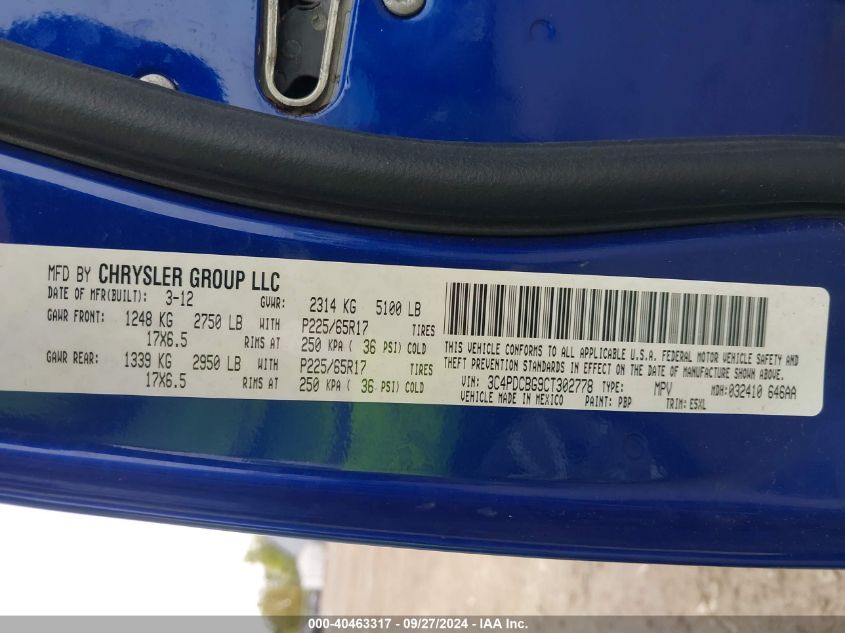 MFD BY CHRYSLER GROUP LLC
DATE OF MFR(BUILT): 3-12 GVWR: 2314 KG 5100 LB
GAWR FRONT: 1248 KG 2750 LB WITH P225/65R17 TIRES
17X6.5 RIMS AT 250 KPA ( 36 PSI) COLD
GAWR REAR: 1339 KG 2950 LB WITH P225/65R17 TIRES
17X6.5 RIMS AT 250 KPA ( 36 PSI) COLD
THIS VEHICLE CONFORMS TO ALL APPLICABLE U.S.A. FEDERAL MOTOR VEHICLE SAFETY AND
THEFT PREVENTION STANDARDS IN EFFECT ON THE DATE OF MANUFACTURE SHOWN ABOVE.
VIN: 3C4PDCBG9CT302778 TYPE: MPV MDH:032410 646AA
VEHICLE MADE IN MEXICO PAINT: PBP TRIM: E5XL
000-40463317 - 09/27/2024 - IAA Inc.